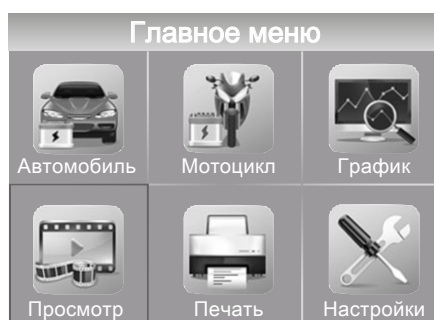 Главное меню
Автомобиль Мотоцикл График
Просмотр Печать Настройки